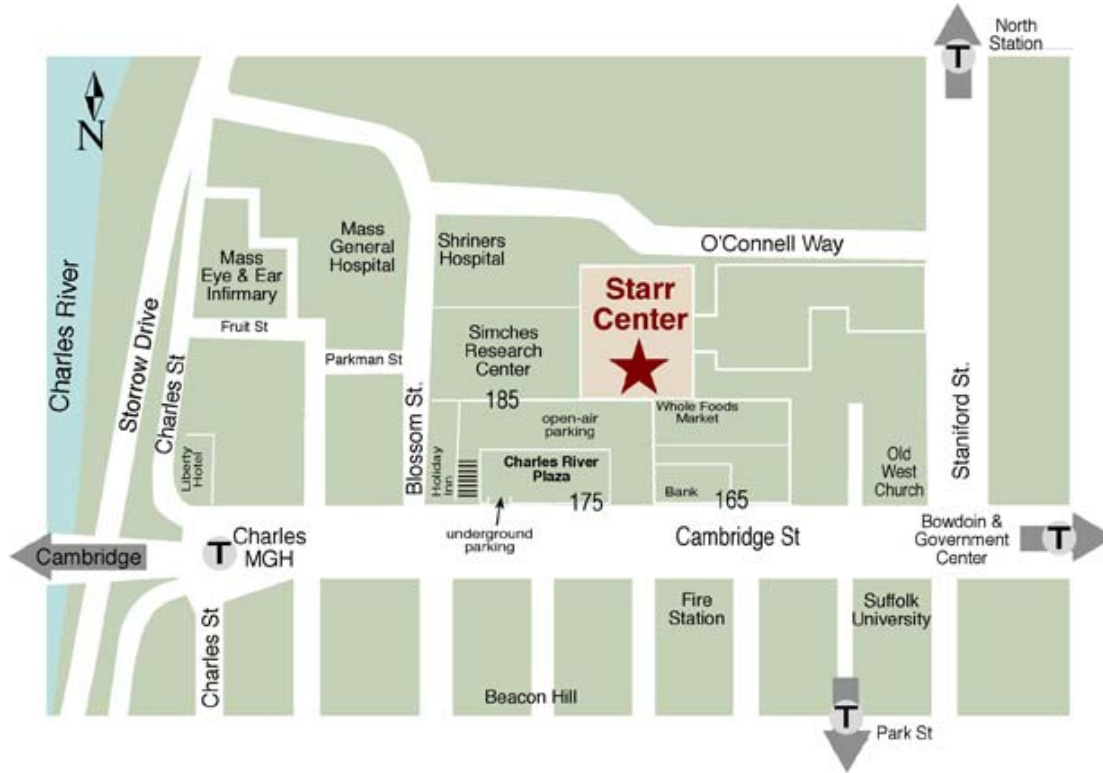 North
Station
T
N
Mass
General
Hospital
Shriners
Hospital
O'Connell Way
Mass
Eye & Ear
Infirmary
Starr
Center
Charles River
Storrow Drive
Charles St
Fruit St
Parkman St
Simches
Research
Center
185
Blossom St.
Whole Foods
Market
open-air
parking
Staniford St.
Liberty
Hotel
Holiday
Inn
Charles River
Plaza
175
Bank
165
Old
West
Church
underground
parking
Cambridge
T
Charles
MGH
Cambridge St
Bowdoin &
Government
Center
T
Charles St
Fire
Station
Suffolk
University
Beacon Hill
T
Park St